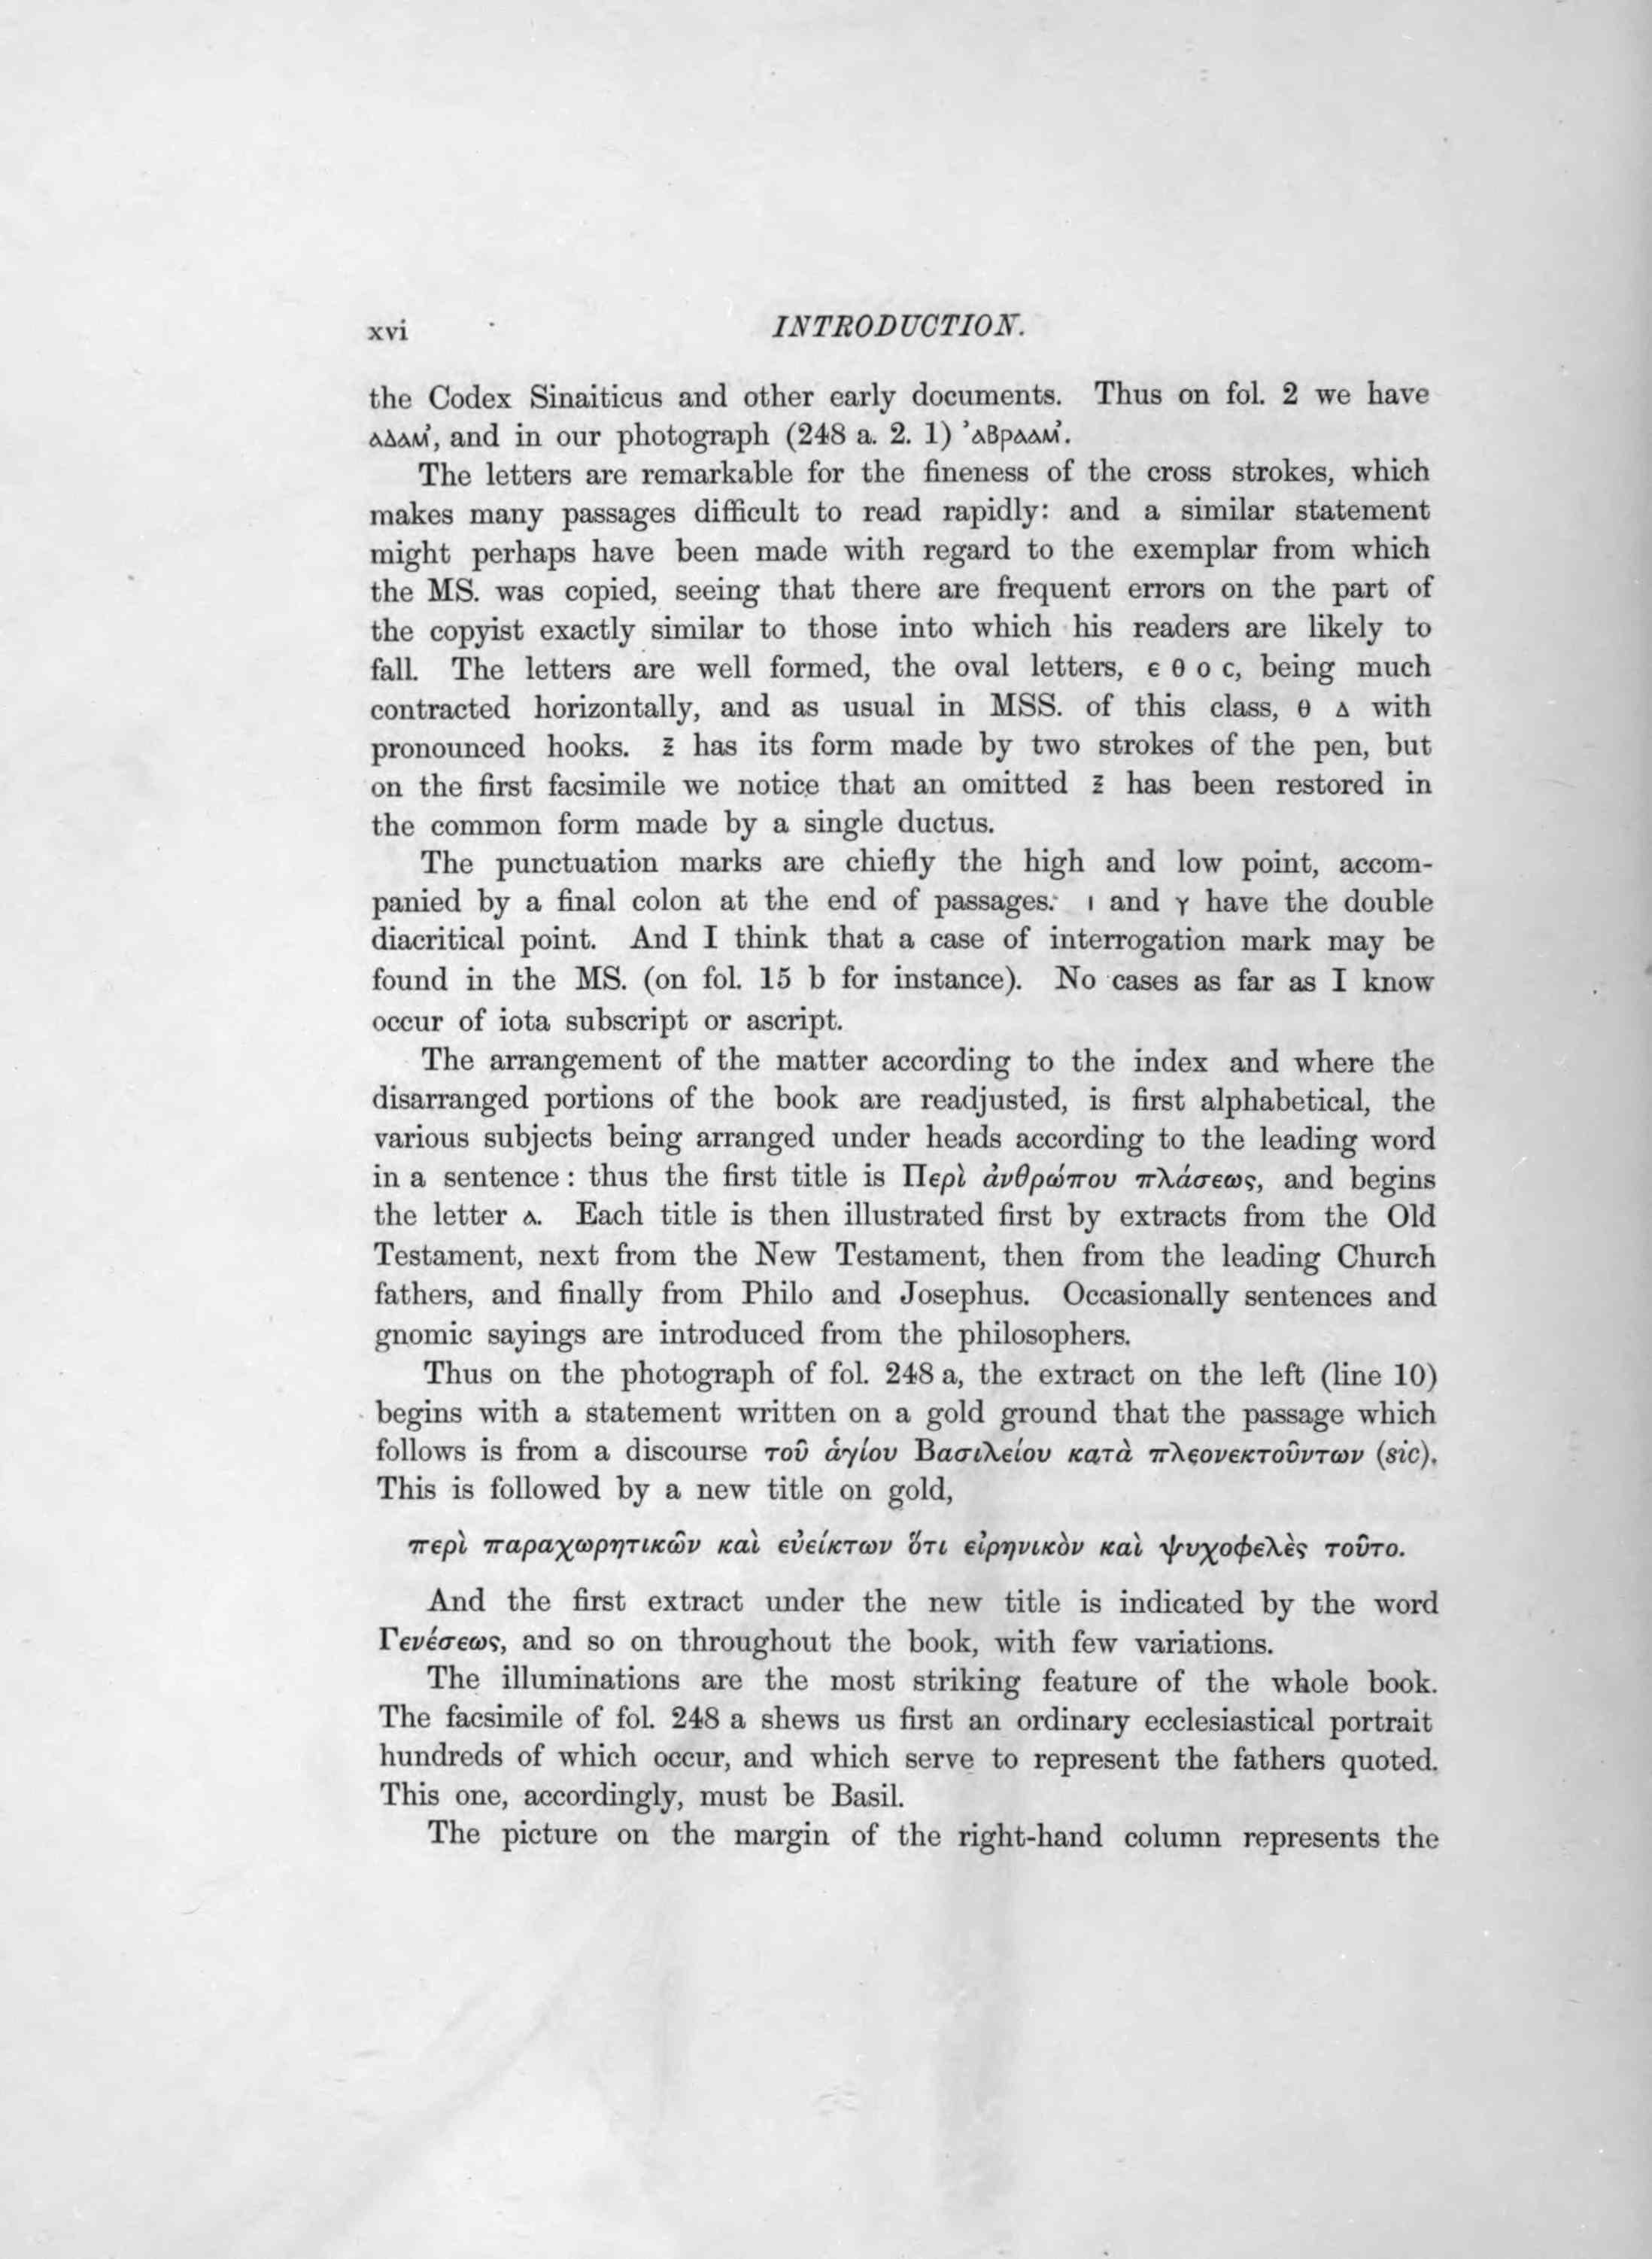 xvi INTRODUCTION.
the Codex Sinaiticus and other early documents. Thus on fol. 2 we have
ΑΔΑΜ’, and in our photograph (248 a. 2. 1) ’ΑΒΡΑΑΜ’.
The letters are remarkable for the fineness of the cross strokes, which
makes many passages difficult to read rapidly: and a similar statement
might perhaps have been made with regard to the exemplar from which
the MS. was copied, seeing that there are frequent errors on the part of
the copyist exactly similar to those into which his readers are likely to
fall. The letters are well formed, the oval letters, ϵ θ ο ϲ, being much
contracted horizontally, and as usual in MSS. of this class, θ Δ with
pronounced hooks. Ξ has its form made by two strokes of the pen, but
on the first facsimile we notice that an omitted Ξ has been restored in
the common form made by a single ductus.
The punctuation marks are chiefly the high and low point, accom-
panied by a final colon at the end of passages. Ι and Υ have the double
diacritical point. And I think that a case of interrogation mark may be
found in the MS. (on fol. 15 b for instance). No cases as far as I know
occur of iota subscript or ascript.
The arrangement of the matter according to the index and where the
disarranged portions of the book are readjusted, is first alphabetical, the
various subjects being arranged under heads according to the leading word
in a sentence : thus the first title is Περὶ ἀνθρώπου πλάσεως, and begins
the letter Α. Each title is then illustrated first by extracts from the Old
Testament, next from the New Testament, then from the leading Church
fathers, and finally from Philo and Josephus. Occasionally sentences and
gnomic sayings are introduced from the philosophers.
Thus on the photograph of fol. 248 a, the extract on the left (line 10)
begins with a statement written on a gold ground that the passage which
follows is from a discourse τοῦ ἁγίου Βασιλείου κατὰ πλεονεκτούντων (sic).
This is followed by a new title on gold,
περὶ παραχωρητικῶν καὶ εὐείκτων ὅτι εἰρηνικὸν καὶ ψυχοφελὲς τοῦτο.
And the first extract under the new title is indicated by the word
Γενέσεως, and so on throughout the book, with few variations.
The illuminations are the most striking feature of the whole book.
The facsimile of fol. 248 a shews us first an ordinary ecclesiastical portrait
hundreds of which occur, and which serve to represent the fathers quoted.
This one, accordingly, must be Basil.
The picture on the margin of the right-hand column represents the